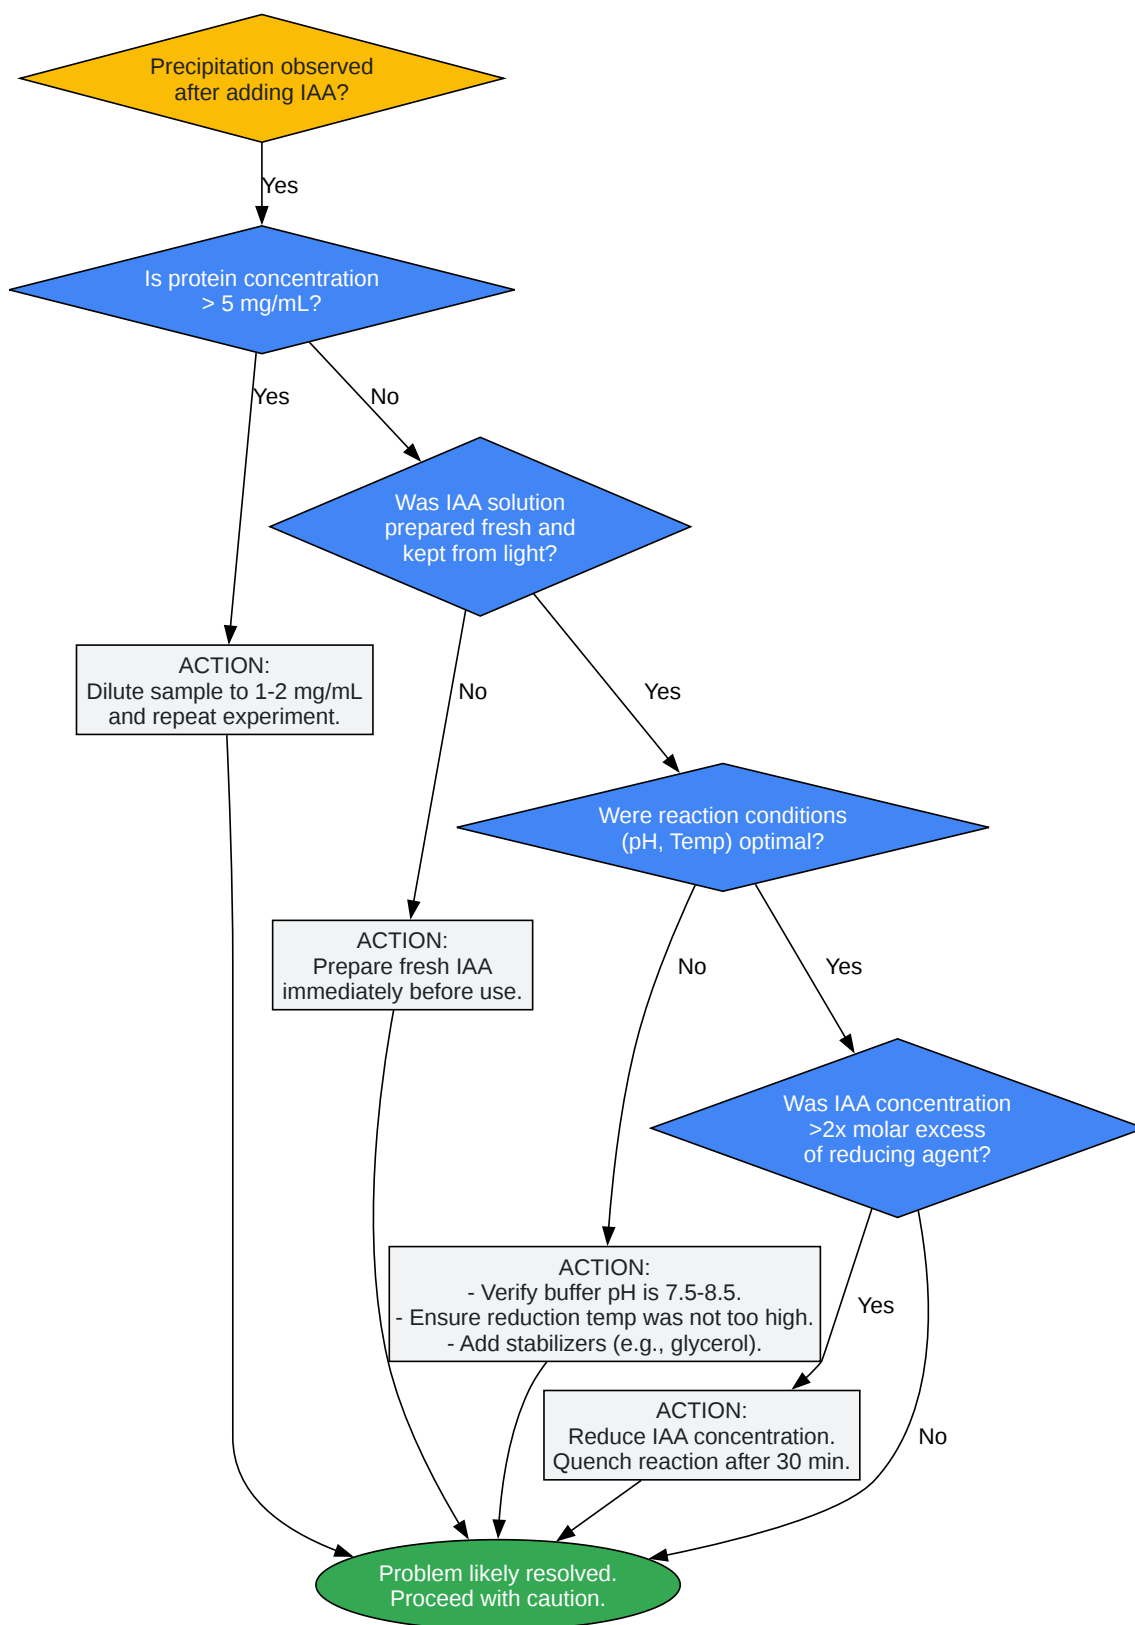 Precipitation observed
after adding IAA?
Yes
Is protein concentration
> 5 mg/mL?
Yes
No
Was IAA solution
prepared fresh and
kept from light?
ACTION:
Dilute sample to 1-2 mg/mL
and repeat experiment.
No
Yes
Were reaction conditions
(pH, Temp) optimal?
ACTION:
Prepare fresh IAA
immediately before use.
No
Yes
Was IAA concentration
>2x molar excess
of reducing agent?
ACTION:
- Verify buffer pH is 7.5-8.5.
- Ensure reduction temp was not too high.
- Add stabilizers (e.g., glycerol).
Yes
ACTION:
Reduce IAA concentration.
Quench reaction after 30 min.
No
Problem likely resolved.
Proceed with caution.